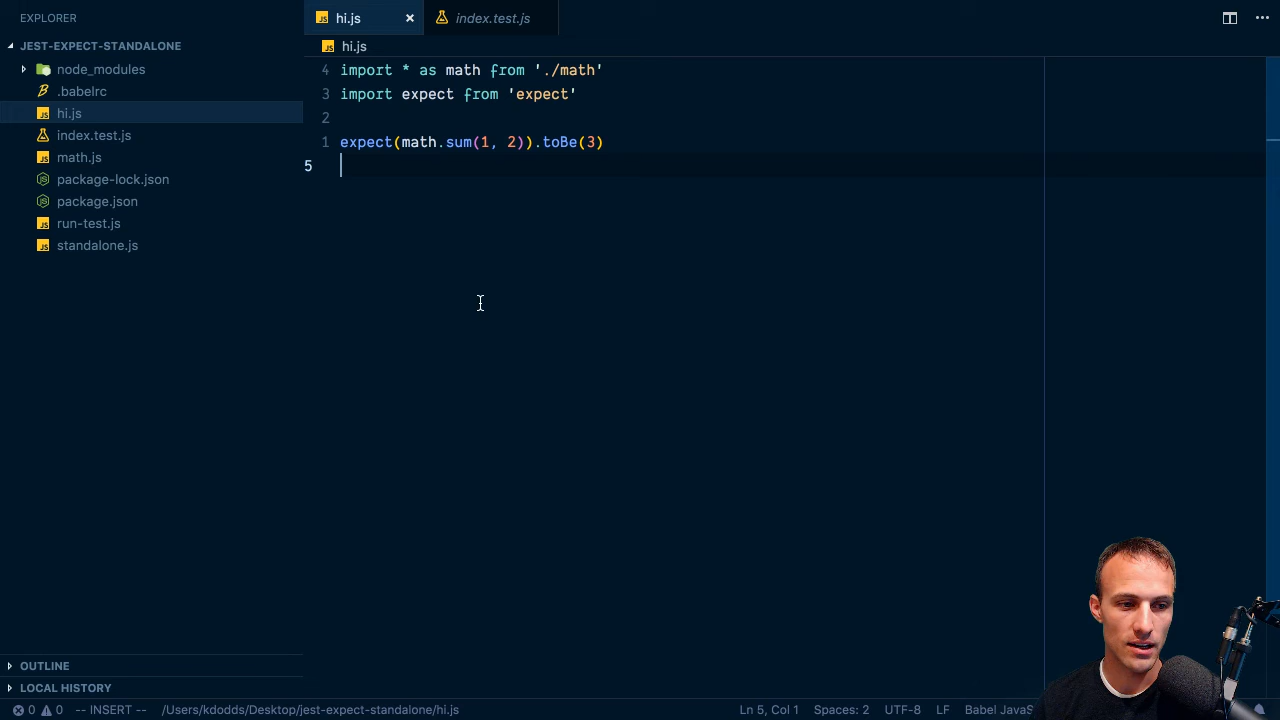 EXPLORER
JEST-EXPECT-STANDALONE
node_modules
.babelrc
hi.js
index.test.js
math.js
package-lock.json
package.json
run-test.js
standalone.js
OUTLINE
LOCAL HISTORY
hi.js ×
index.test.js
hi.js
4 import * as math from './math'
3 import expect from 'expect'
2
1 expect(math.sum(1, 2)).toBe(3)
5
0 0 -- INSERT -- /Users/kdodds/Desktop/jest-expect-standalone/hi.js Ln 5, Col 1 Spaces: 2 UTF-8 LF Babel JavaS